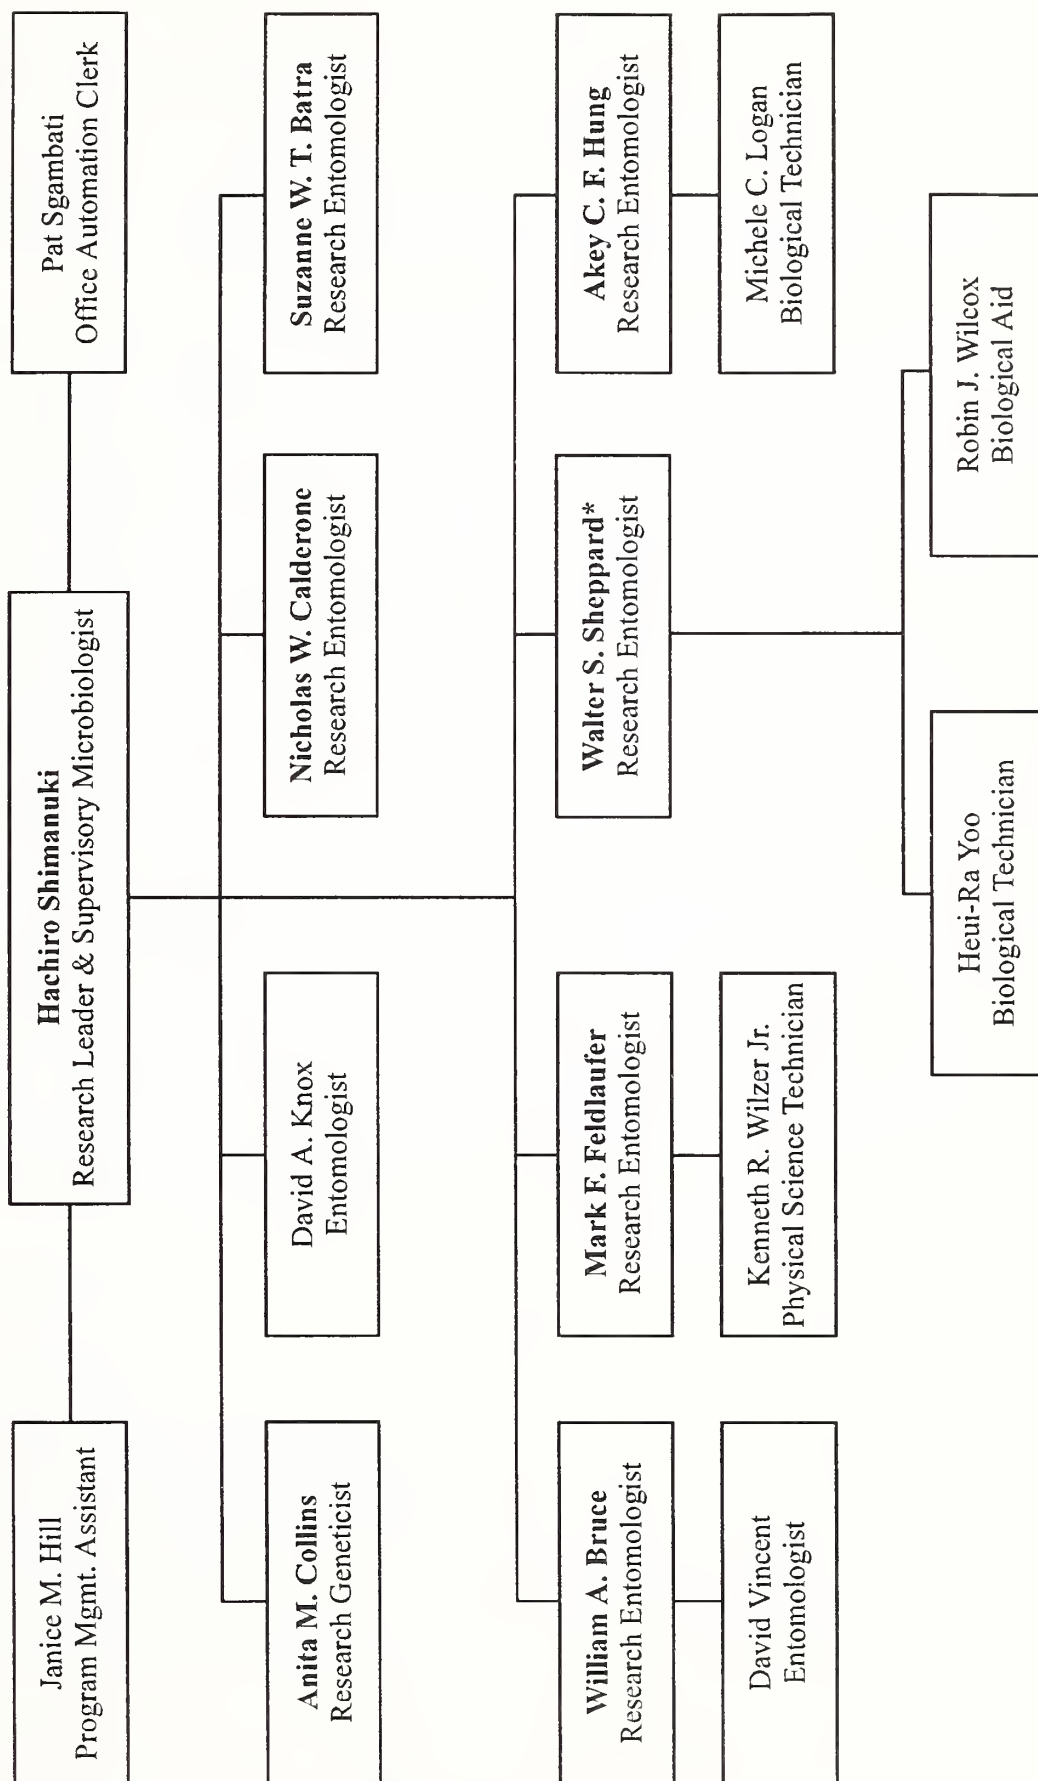 Janice M. Hill
Program Mgmt. Assistant
Hachiro Shimanuki
Research Leader & Supervisory Microbiologist
Pat Sgambati
Office Automation Clerk
Anita M. Collins
Research Geneticist
David A. Knox
Entomologist
Nicholas W. Calderone
Research Entomologist
Suzanne W. T. Batra
Research Entomologist
William A. Bruce
Research Entomologist
Mark F. Feldlaufer
Research Entomologist
Walter S. Sheppard*
Research Entomologist
Akey C. F. Hung
Research Entomologist
David Vincent
Entomologist
Kenneth R. Wilzer Jr.
Physical Science Technician
Michele C. Logan
Biological Technician
Heui-Ra Yoo
Biological Technician
Robin J. Wilcox
Biological Aid